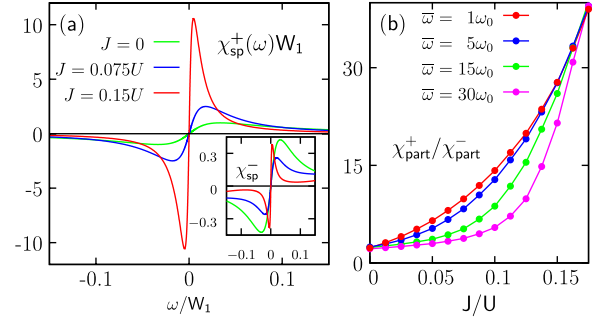 (a)
χ⁺sp(ω)W₁
J = 0
J = 0.075U
J = 0.15U
10
5
0
-5
-10
-0.1
0
0.1
ω/W₁
χ⁻sp
0.3
0
-0.3
-0.1
0
0.1
(b)
ω̅ = 1ω₀
ω̅ = 5ω₀
ω̅ = 15ω₀
ω̅ = 30ω₀
χ⁺part/χ⁻part
30
15
0
0
0.05
0.1
0.15
J/U